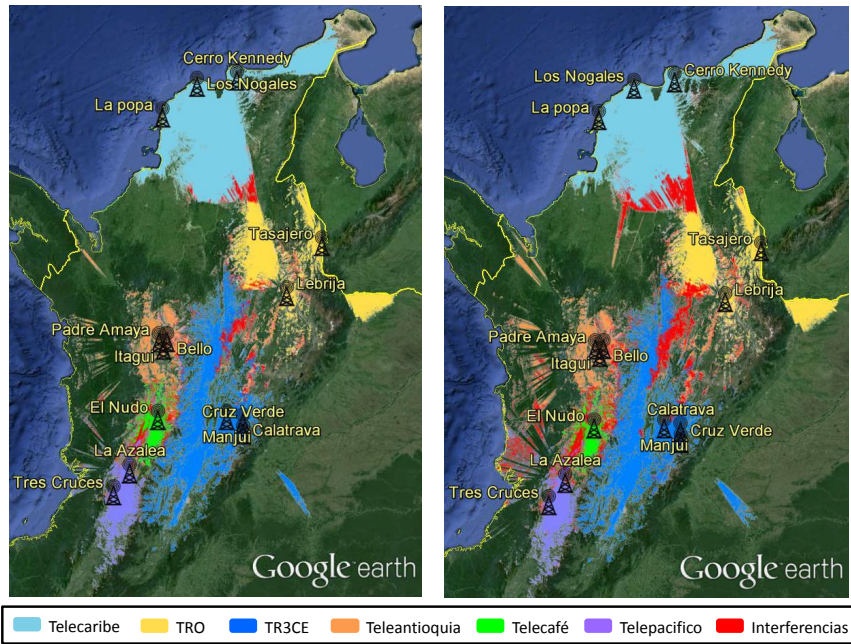 Cerro Kennedy
Los Nogales
La popa
Tasajero
Lebrija
Padre Amaya
Itagui
Bello
El Nudo
Cruz Verde
Manjui
Calatrava
La Azalea
Tres Cruces
Google earth
Los Nogales
Cerro Kennedy
La popa
Tasajero
Lebrija
Padre Amaya
Itagui
Bello
El Nudo
Calatrava
Manjui
Cruz Verde
La Azalea
Tres Cruces
Google earth
Telecaribe TRO TR3CE Teleantioquia Telecafé Telepacifico Interferencias